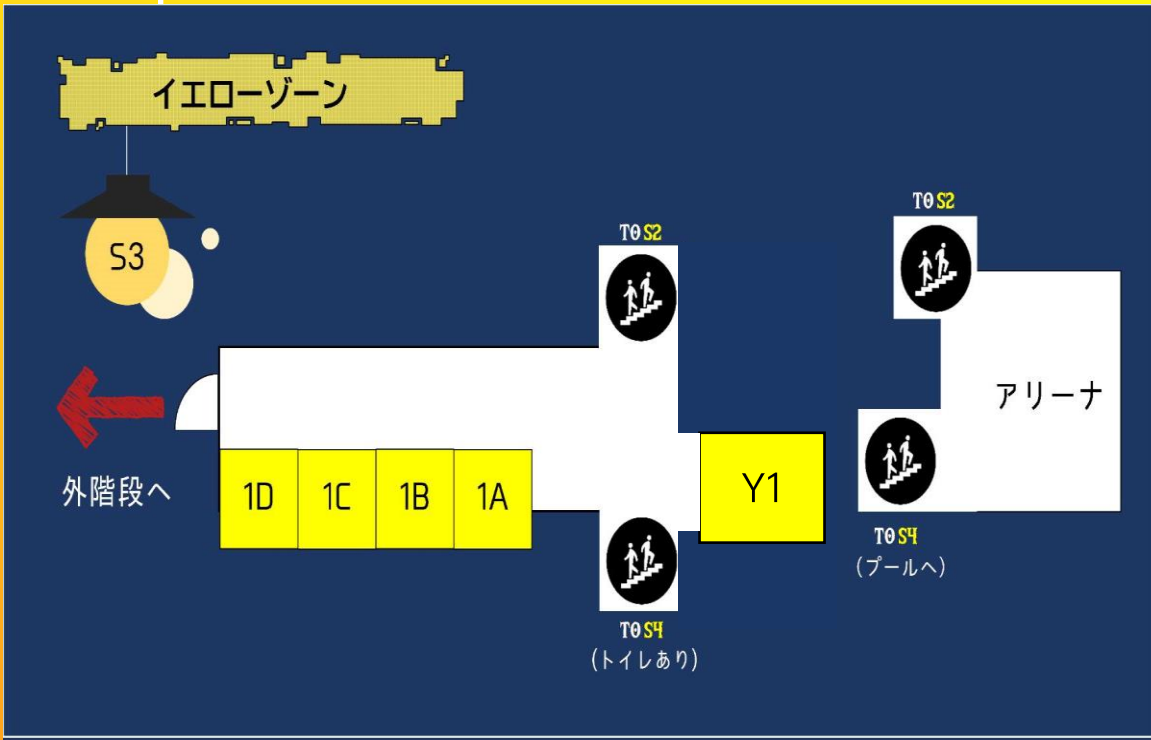 イエローゾーン
S3
TO S2
TO S2
アリーナ
外階段へ
1D
1C
1B
1A
Y1
TO S4
(プールへ)
TO S4
(トイレあり)